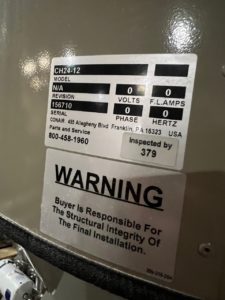 CH24-12
MODEL
N/A 0 0
REVISION VOLTS F.L.AMPS
156710 0 0
SERIAL PHASE HERTZ
CONAIR 455 Allegheny Blvd Franklin, PA 16323 USA
Parts and Service
800-458-1960
Inspected by
379
WARNING
Buyer is Responsible For
The Structural Integrity Of
The Final Installation.